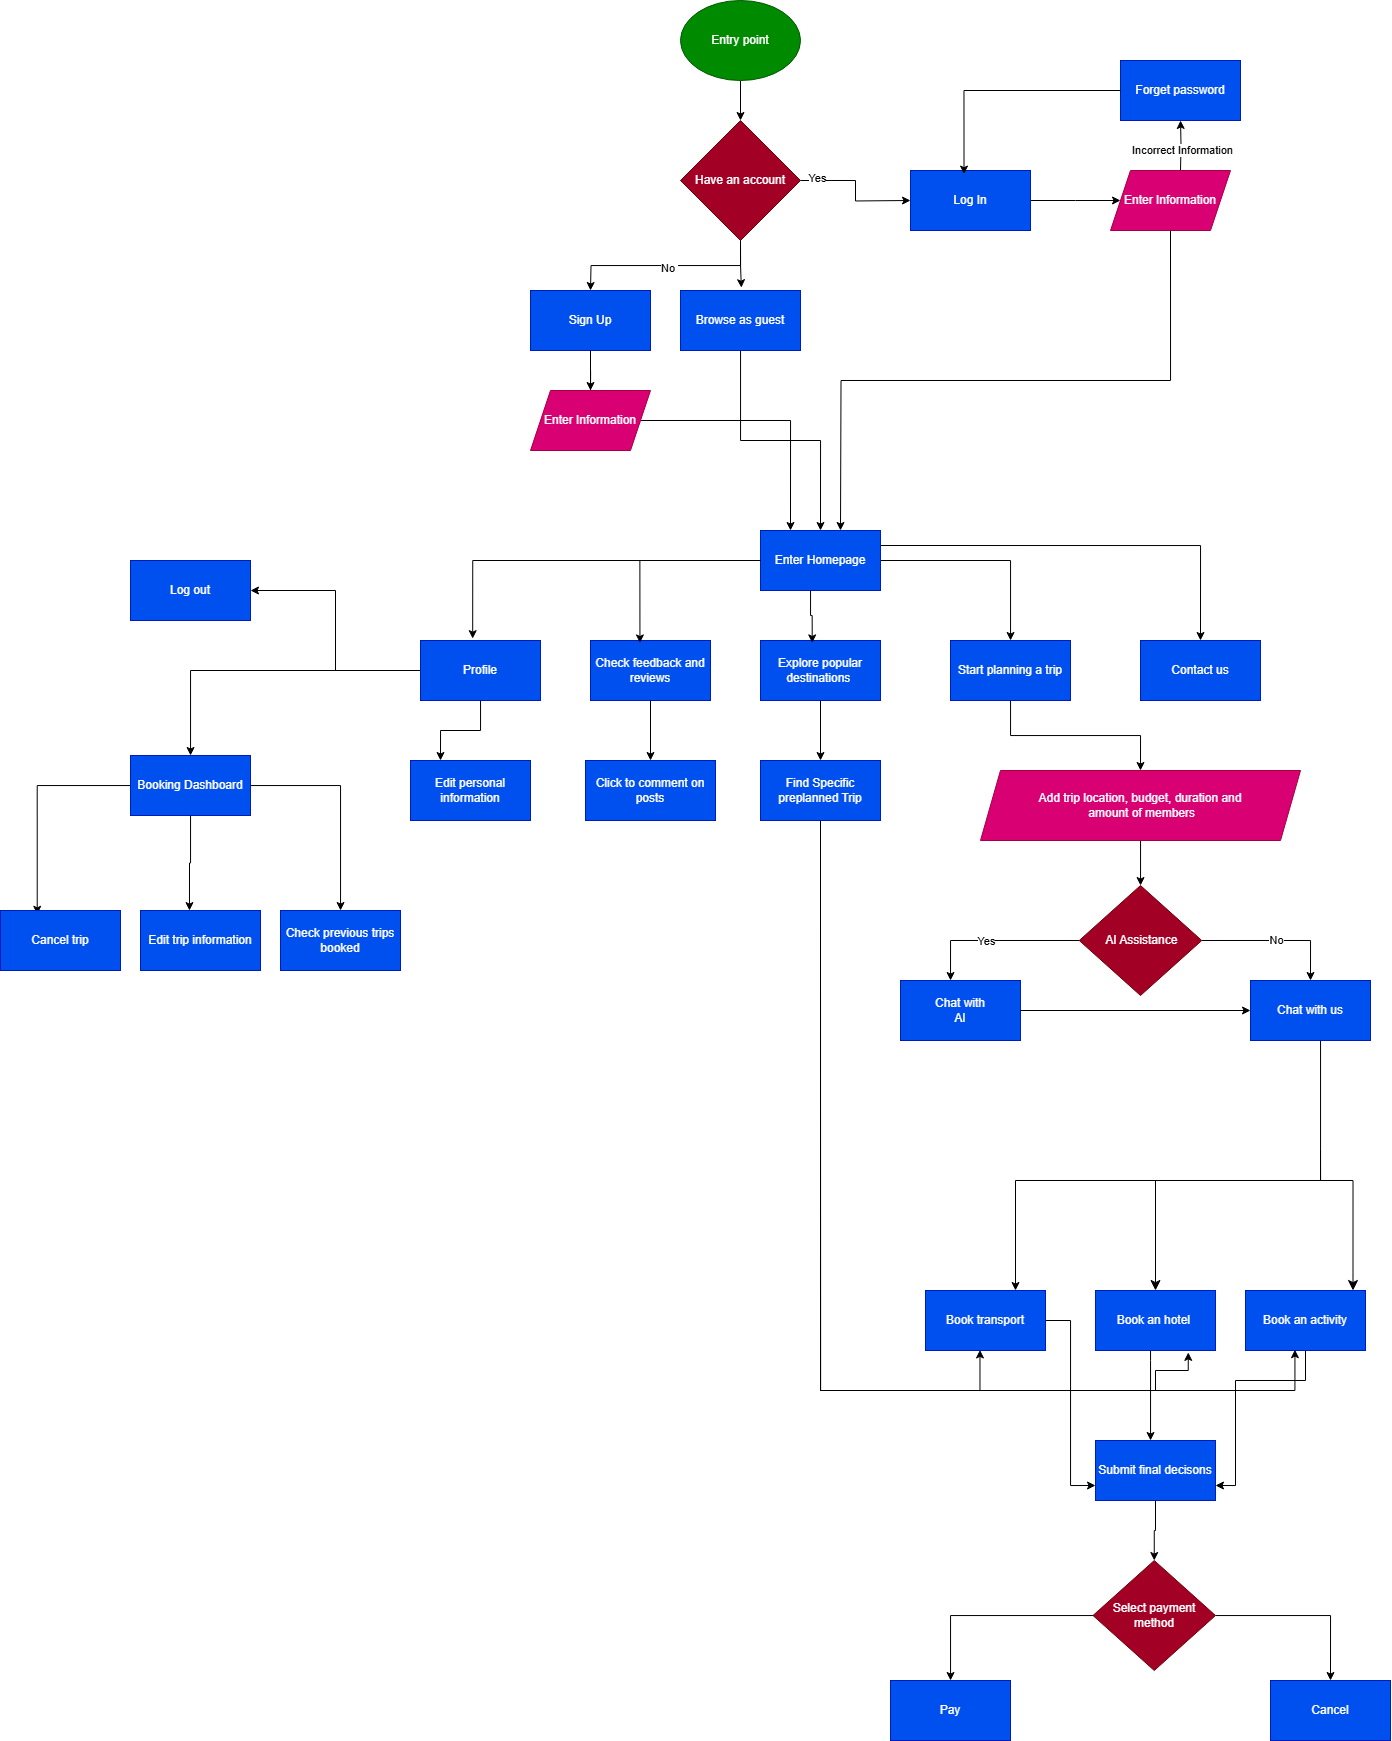 Entry point
Forget password
Incorrect Information
Have an account
Yes
Log In
Enter Information
No
Sign Up
Browse as guest
Enter Information
Enter Homepage
Log out
Profile
Check feedback and
reviews
Explore popular
destinations
Start planning a trip
Contact us
Booking Dashboard
Edit personal
information
Click to comment on
posts
Find Specific
preplanned Trip
Add trip location, budget, duration and
amount of members
Cancel trip
Edit trip information
Check previous trips
booked
Yes
AI Assistance
No
Chat with
AI
Chat with us
Book transport
Book an hotel
Book an activity
Submit final decisons
Select payment
method
Pay
Cancel